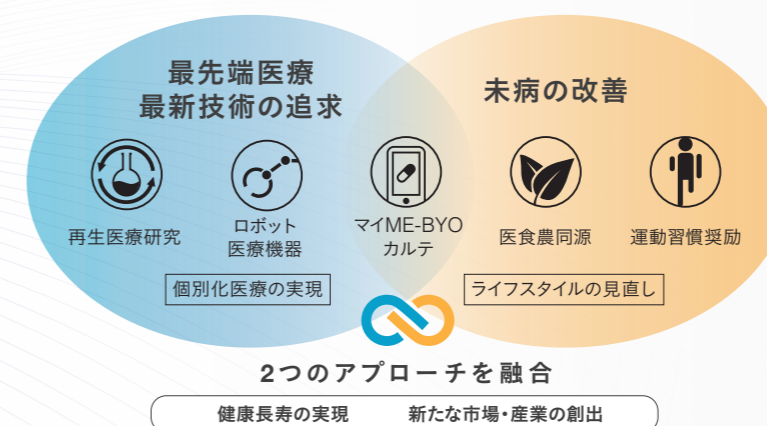 最先端医療
最新技術の追求
未病の改善
再生医療研究
ロボット
医療機器
マイME-BYO
カルテ
医食農同源
運動習慣奨励
個別化医療の実現
ライフスタイルの見直し
2つのアプローチを融合
健康長寿の実現　新たな市場・産業の創出